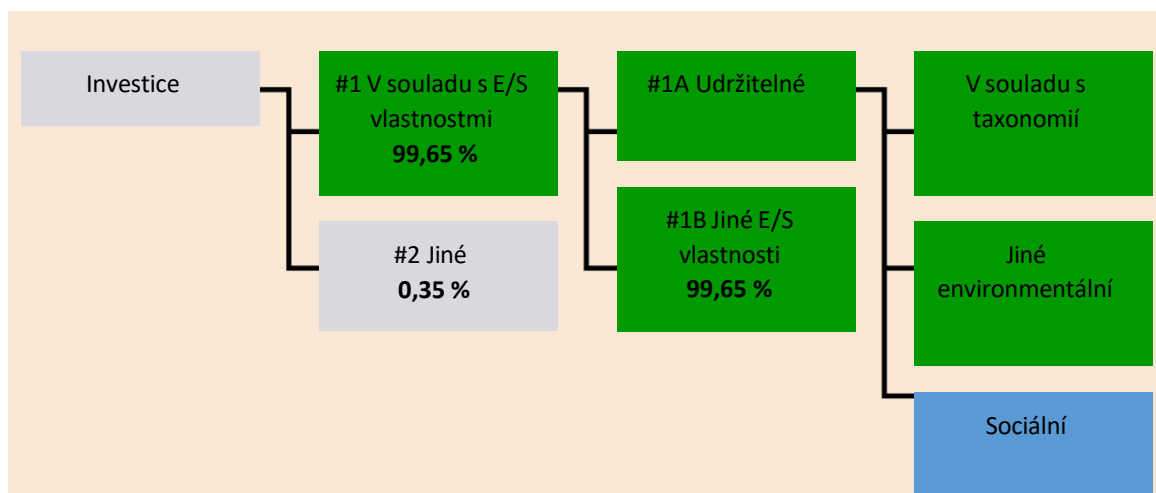 Investice
#1 V souladu s E/S
vlastnostmi
99,65 %
#2 Jiné
0,35 %
#1A Udržitelné
#1B Jiné E/S
vlastnosti
99,65 %
V souladu s
taxonomií
Jiné
environmentální
Sociální